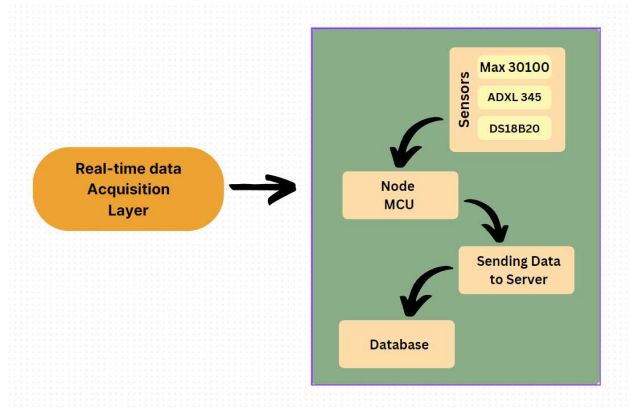 Real-time data
Acquisition
Layer
Sensors
Max 30100
ADXL 345
DS18B20
Node
MCU
Sending Data
to Server
Database